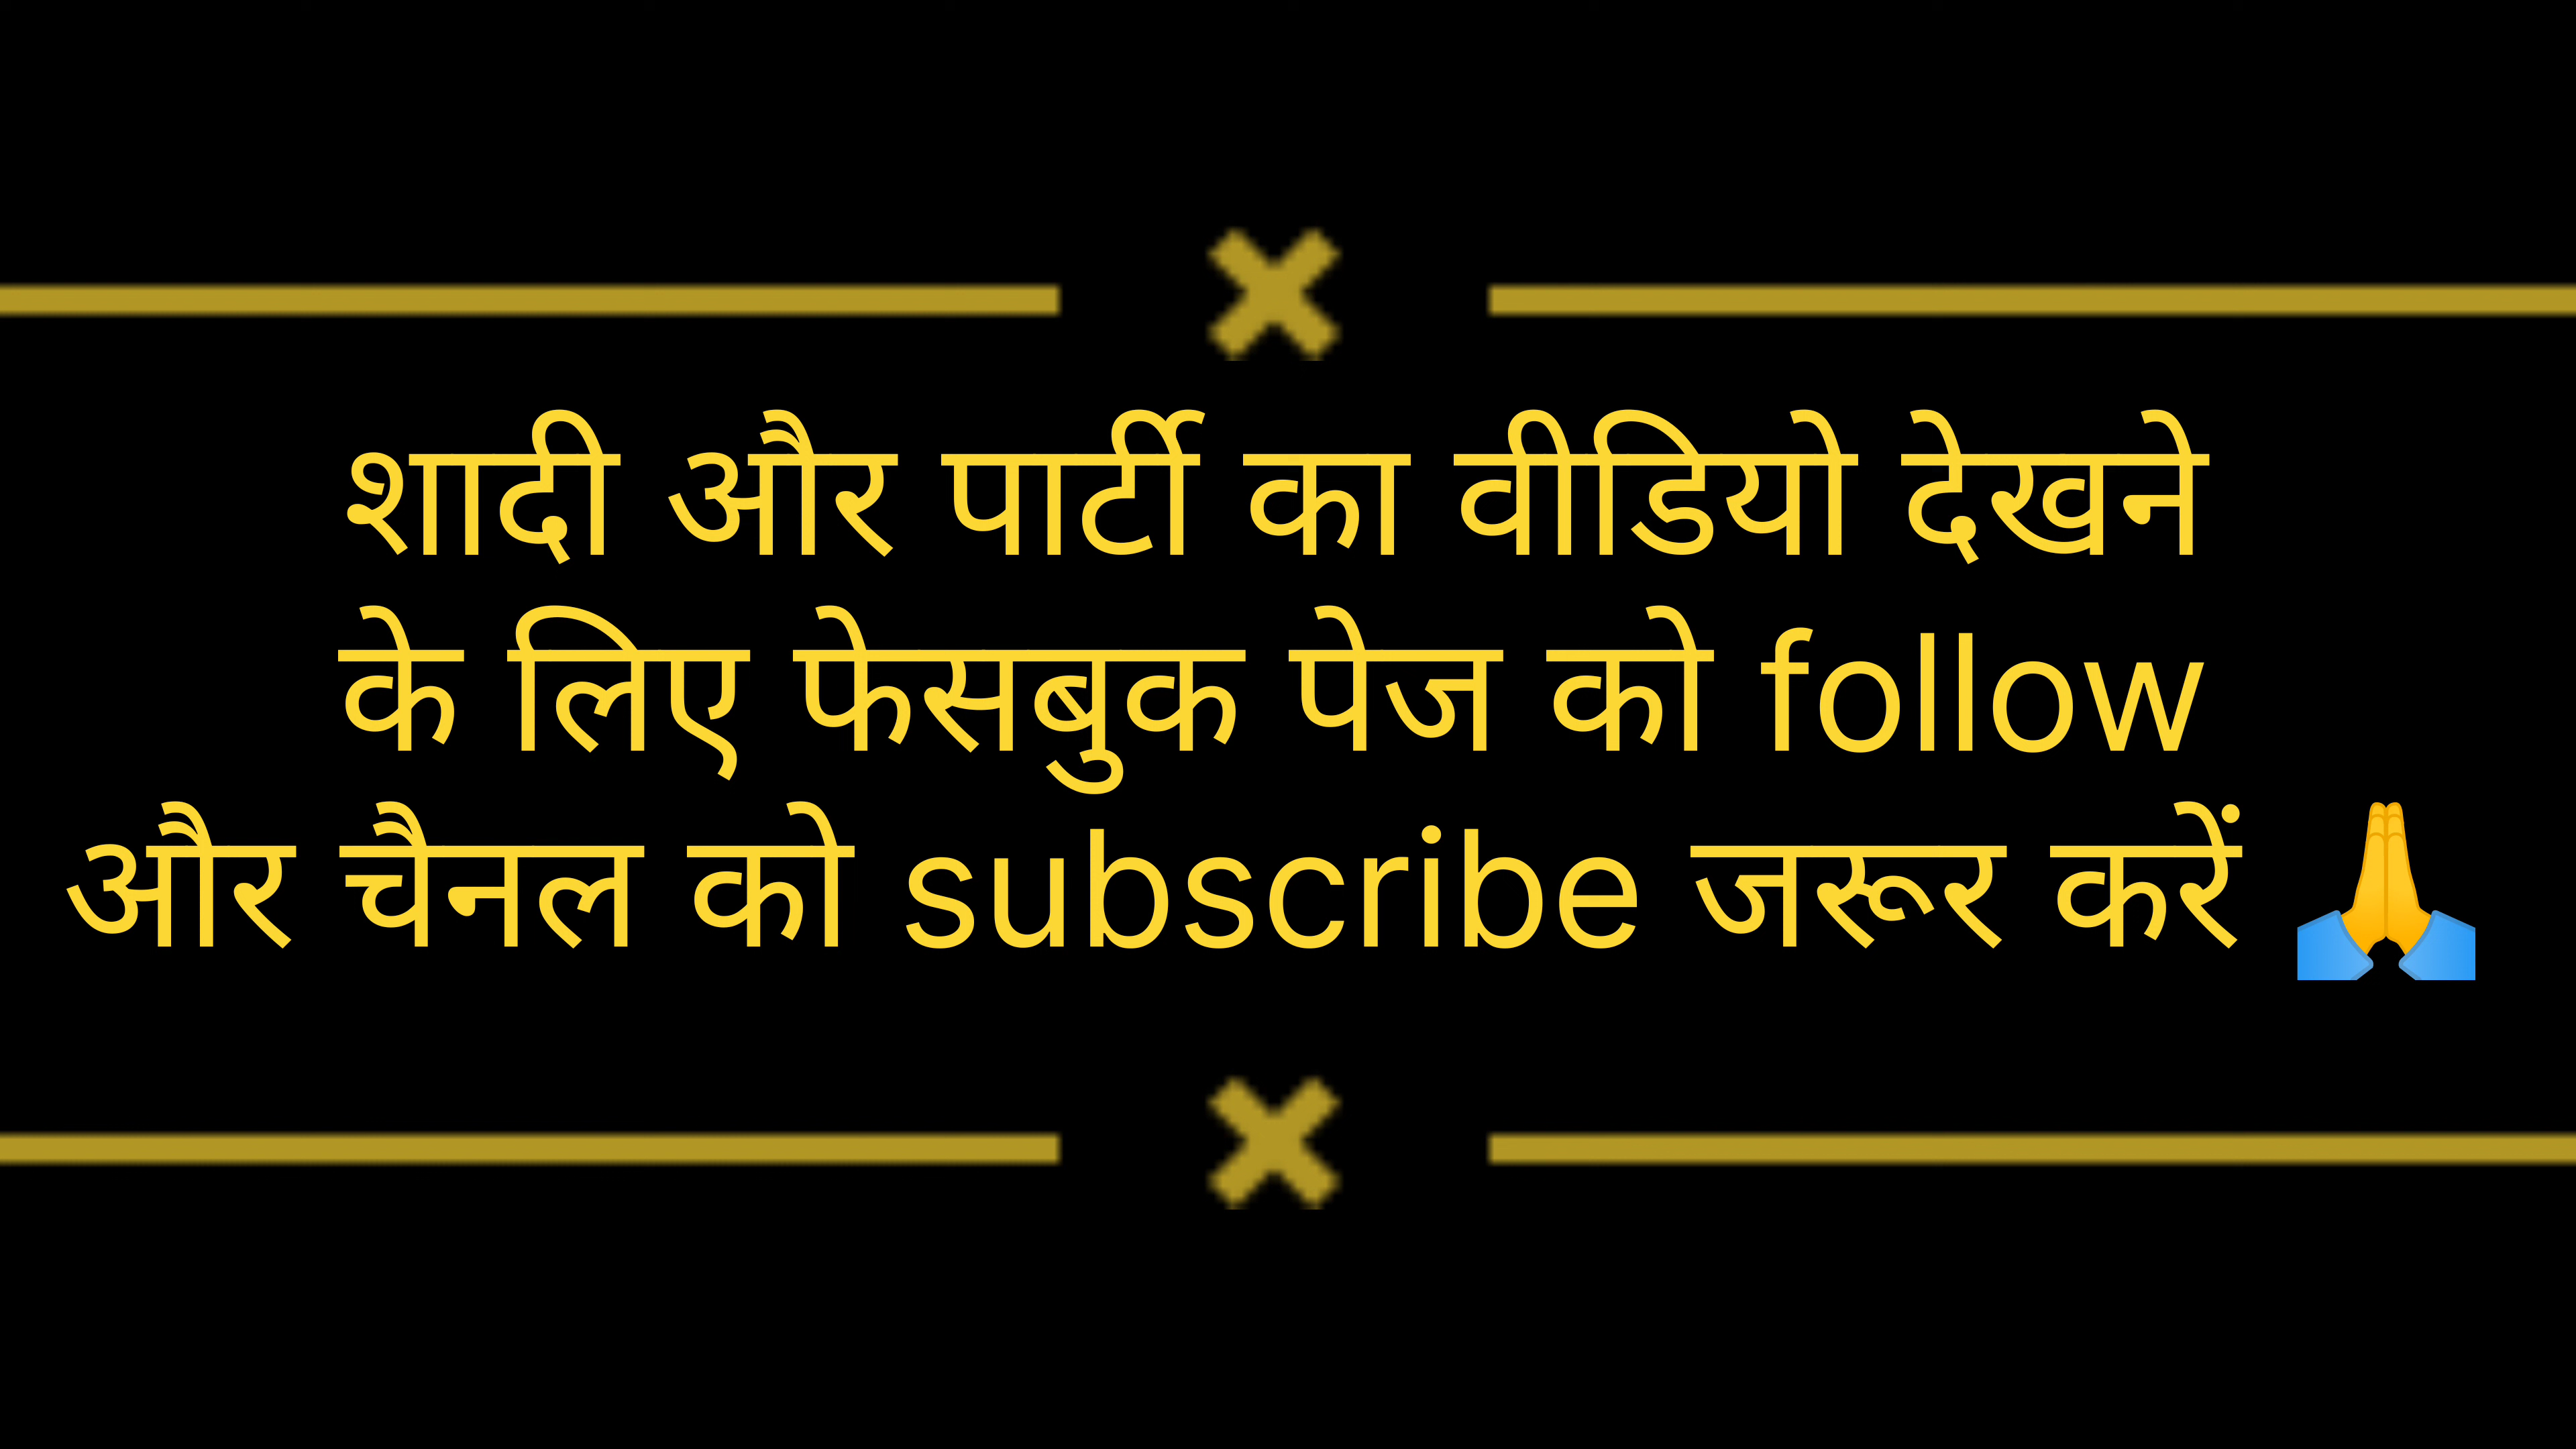 शादी और पार्टी का वीडियो देखने
के लिए फेसबुक पेज को follow
और चैनल को subscribe जरूर करें 🙏